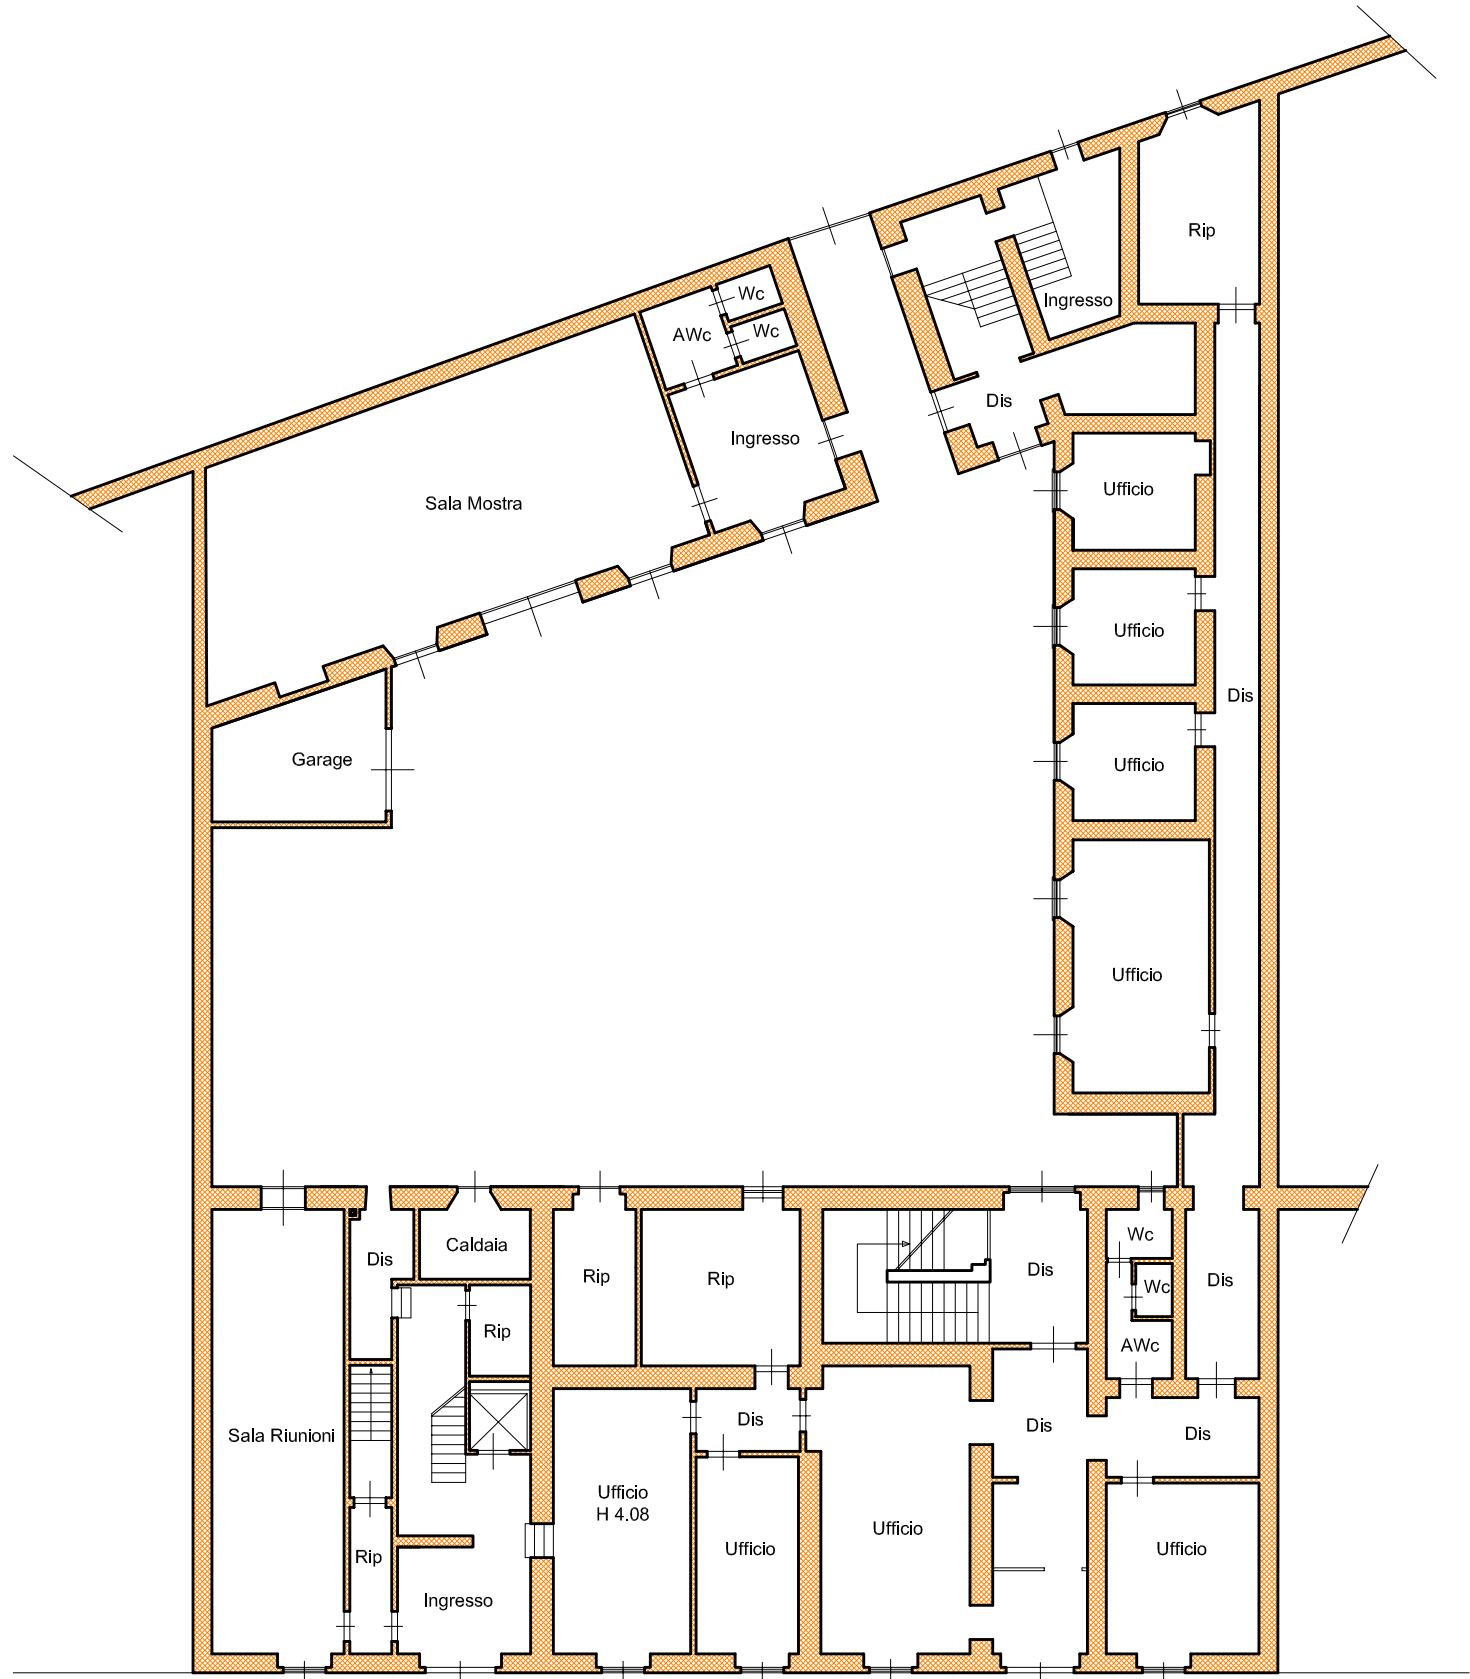 Rip
Wc
Ingresso
Wc
AWc
Dis
Ingresso
Ufficio
Sala Mostra
Ufficio
Dis
Garage
Ufficio
Ufficio
Wc
Caldaia
Dis
Dis
Rip
Rip
Dis
Wc
Rip
AWc
Dis
Dis
Dis
Sala Riunioni
Ufficio
H 4.08
Ufficio
Ufficio
Ufficio
Rip
Ingresso